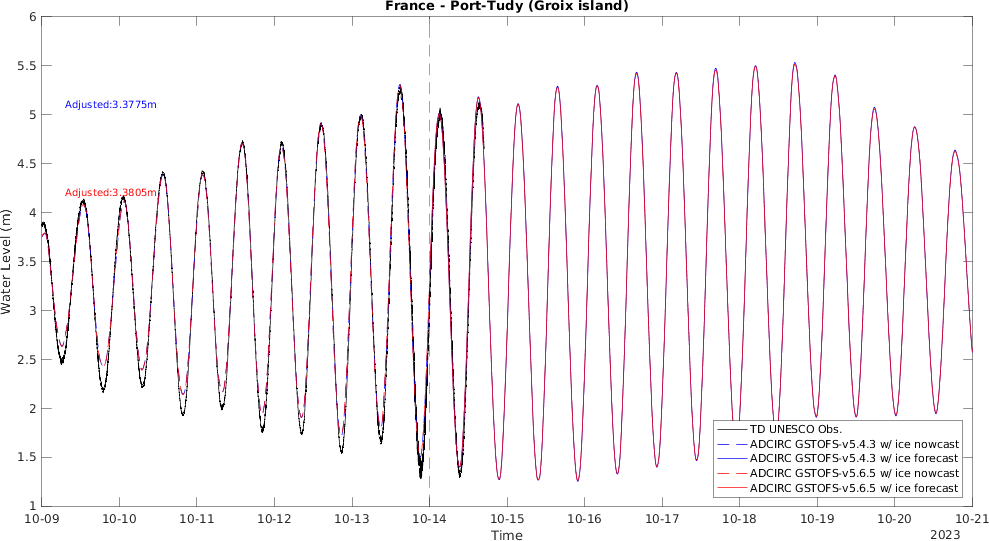 France - Port-Tudy (Groix island)
6
5.5
5
4.5
4
3.5
3
2.5
2
1.5
1
Water Level (m)
Adjusted:3.3775m
Adjusted:3.3805m
TD UNESCO Obs.
ADCIRC GSTOFS-v5.4.3 w/ ice nowcast
ADCIRC GSTOFS-v5.4.3 w/ ice forecast
ADCIRC GSTOFS-v5.6.5 w/ ice nowcast
ADCIRC GSTOFS-v5.6.5 w/ ice forecast
10-09 10-10 10-11 10-12 10-13 10-14 10-15 10-16 10-17 10-18 10-19 10-20 10-21
Time
2023